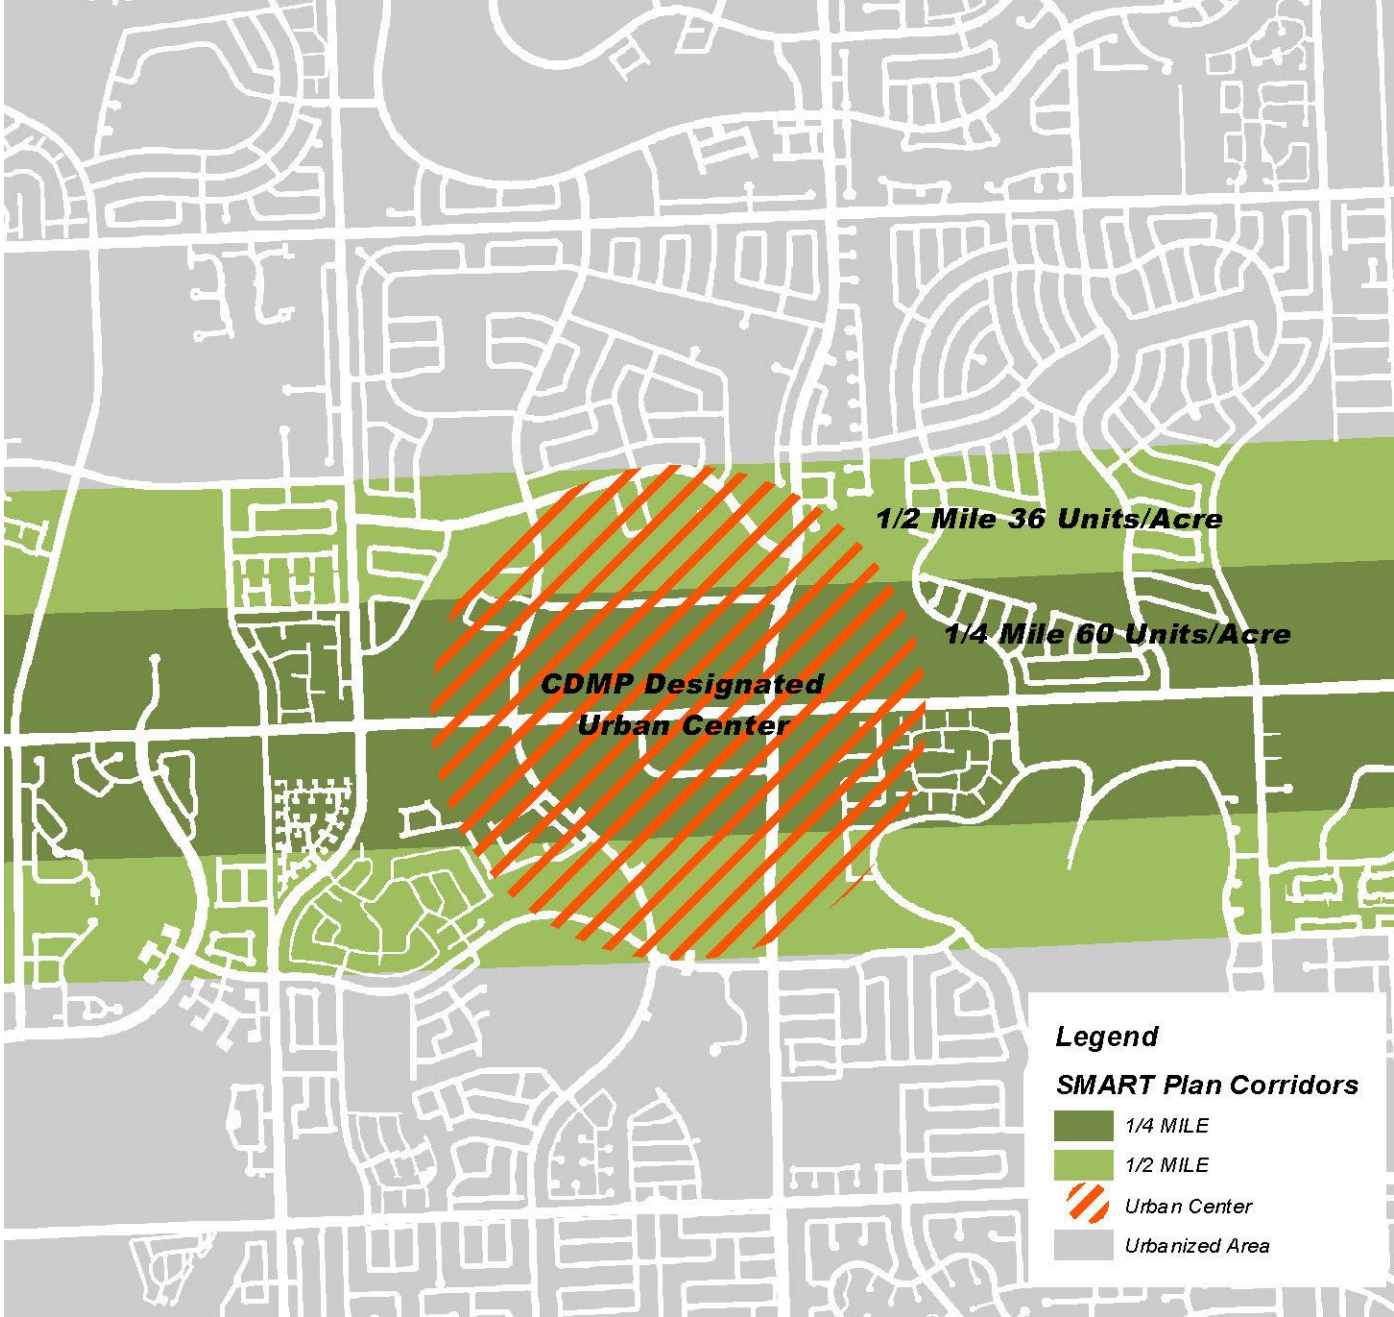 1/2 Mile 36 Units/Acre
1/4 Mile 60 Units/Acre
CDMP Designated
Urban Center
Legend
SMART Plan Corridors
1/4 MILE
1/2 MILE
Urban Center
Urbanized Area